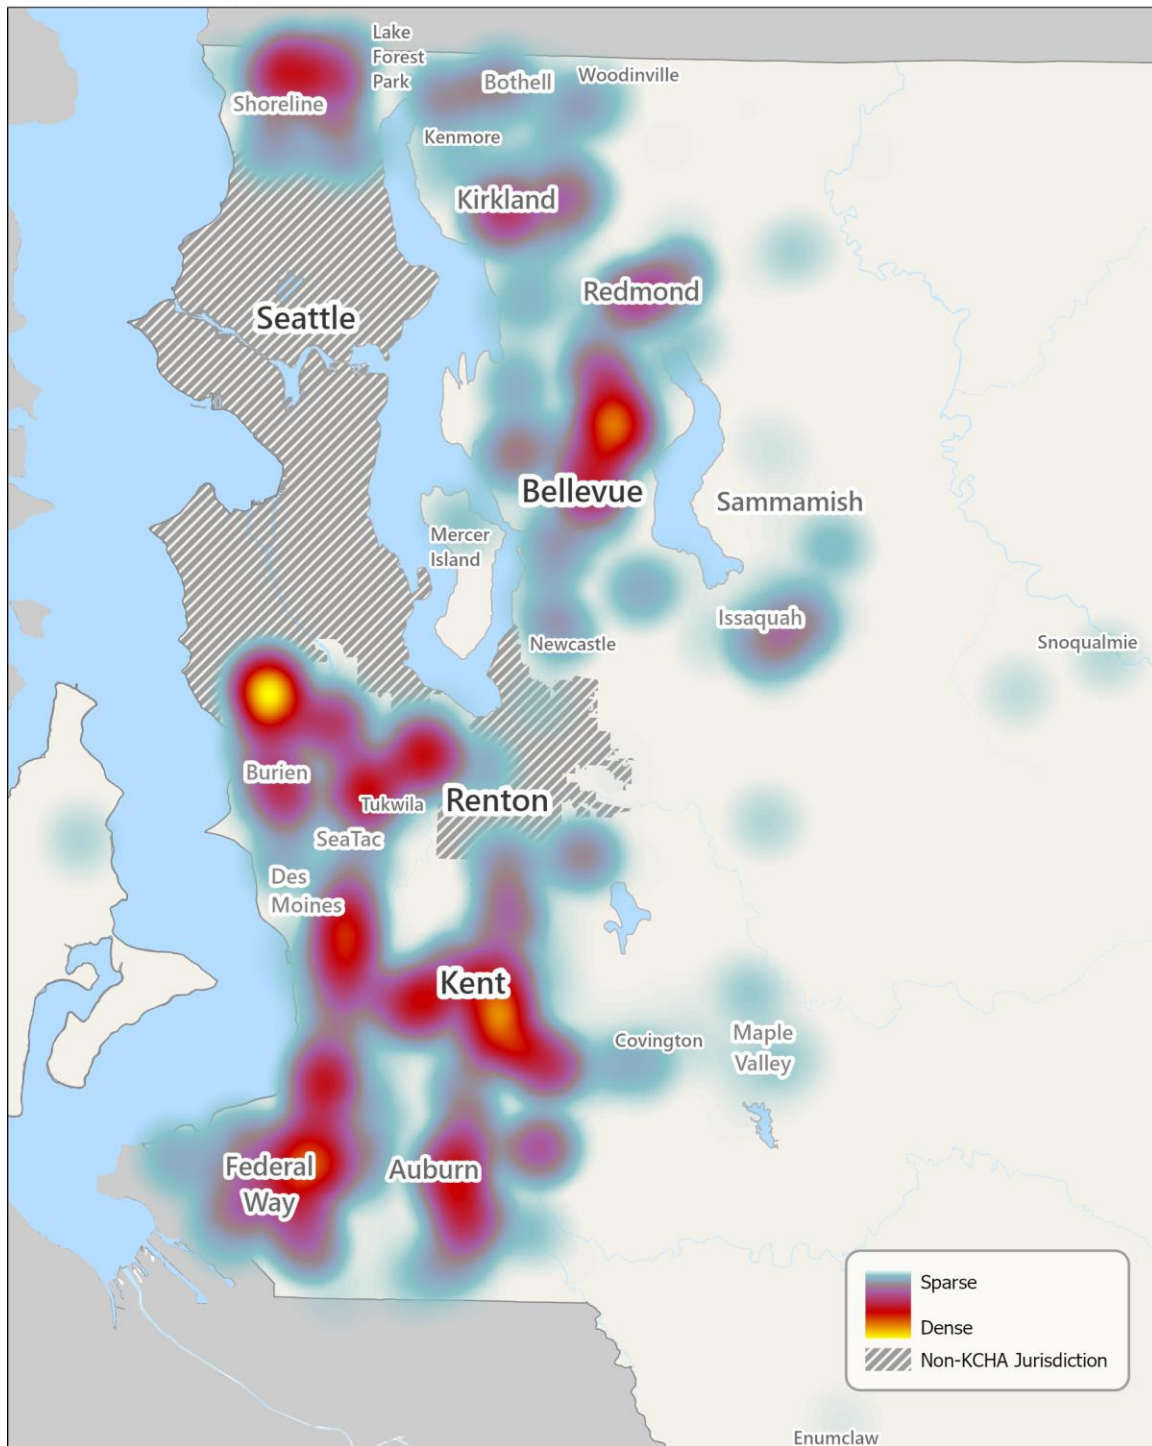 Lake
Forest
Park
Shoreline
Bothell
Woodinville
Kenmore
Kirkland
Redmond
Seattle
Bellevue
Sammamish
Mercer
Island
Issaquah
Newcastle
Snoqualmie
Burien
Tukwila
Renton
SeaTac
Des
Moines
Kent
Covington
Maple
Valley
Federal
Way
Auburn
Sparse
Dense
Non-KCHA Jurisdiction
Enumclaw